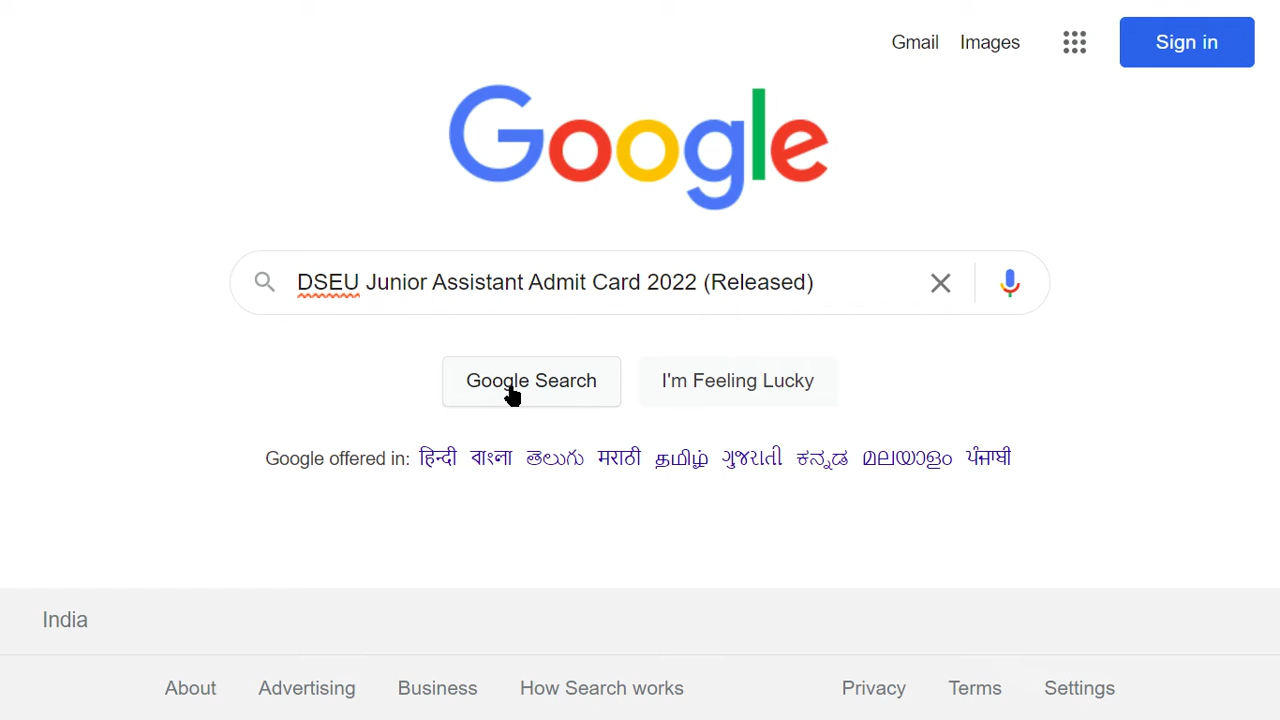 Gmail Images Sign in
Google
DSEU Junior Assistant Admit Card 2022 (Released)
Google Search I'm Feeling Lucky
Google offered in: हिन्दी বাংলা తెలుగు मराठी தமிழ் ગુજરાતી ಕನ್ನಡ മലയാളം ਪੰਜਾਬੀ
India
About Advertising Business How Search works Privacy Terms Settings